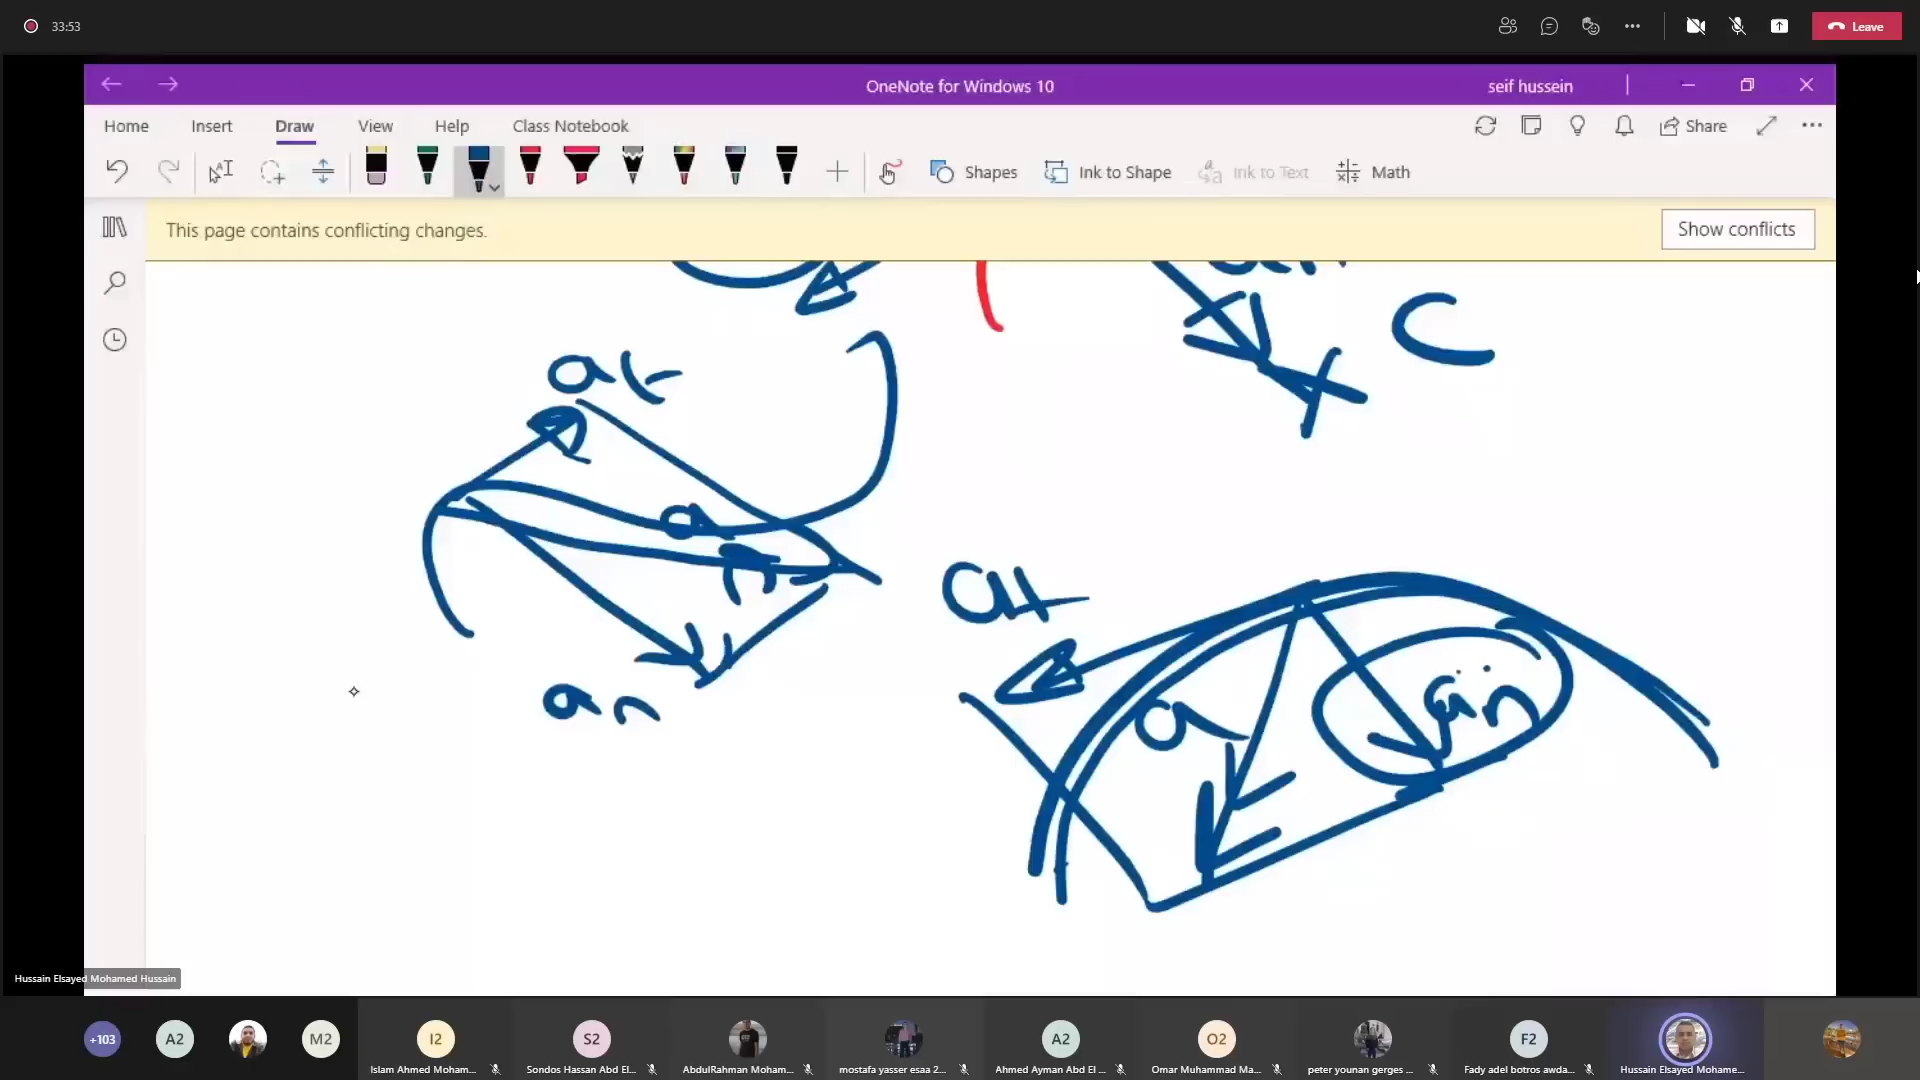 33:53
Leave
OneNote for Windows 10
seif hussein
Home Insert Draw View Help Class Notebook
Share
Shapes Ink to Shape Ink to Text Math
This page contains conflicting changes.
Show conflicts
C
at
X
a
at
a
an
an
Hussain Elsayed Mohamed Hussain
+103 A2 M2 I2 S2 A2 O2 F2
Islam Ahmed Moham... Sondos Hassan Abd El... AbdulRahman Moham... mostafa yasser esaa 2... Ahmed Ayman Abd El ... Omar Muhammad Ma... peter younan gerges ... Fady adel botros awda... Hussain Elsayed Mohame...